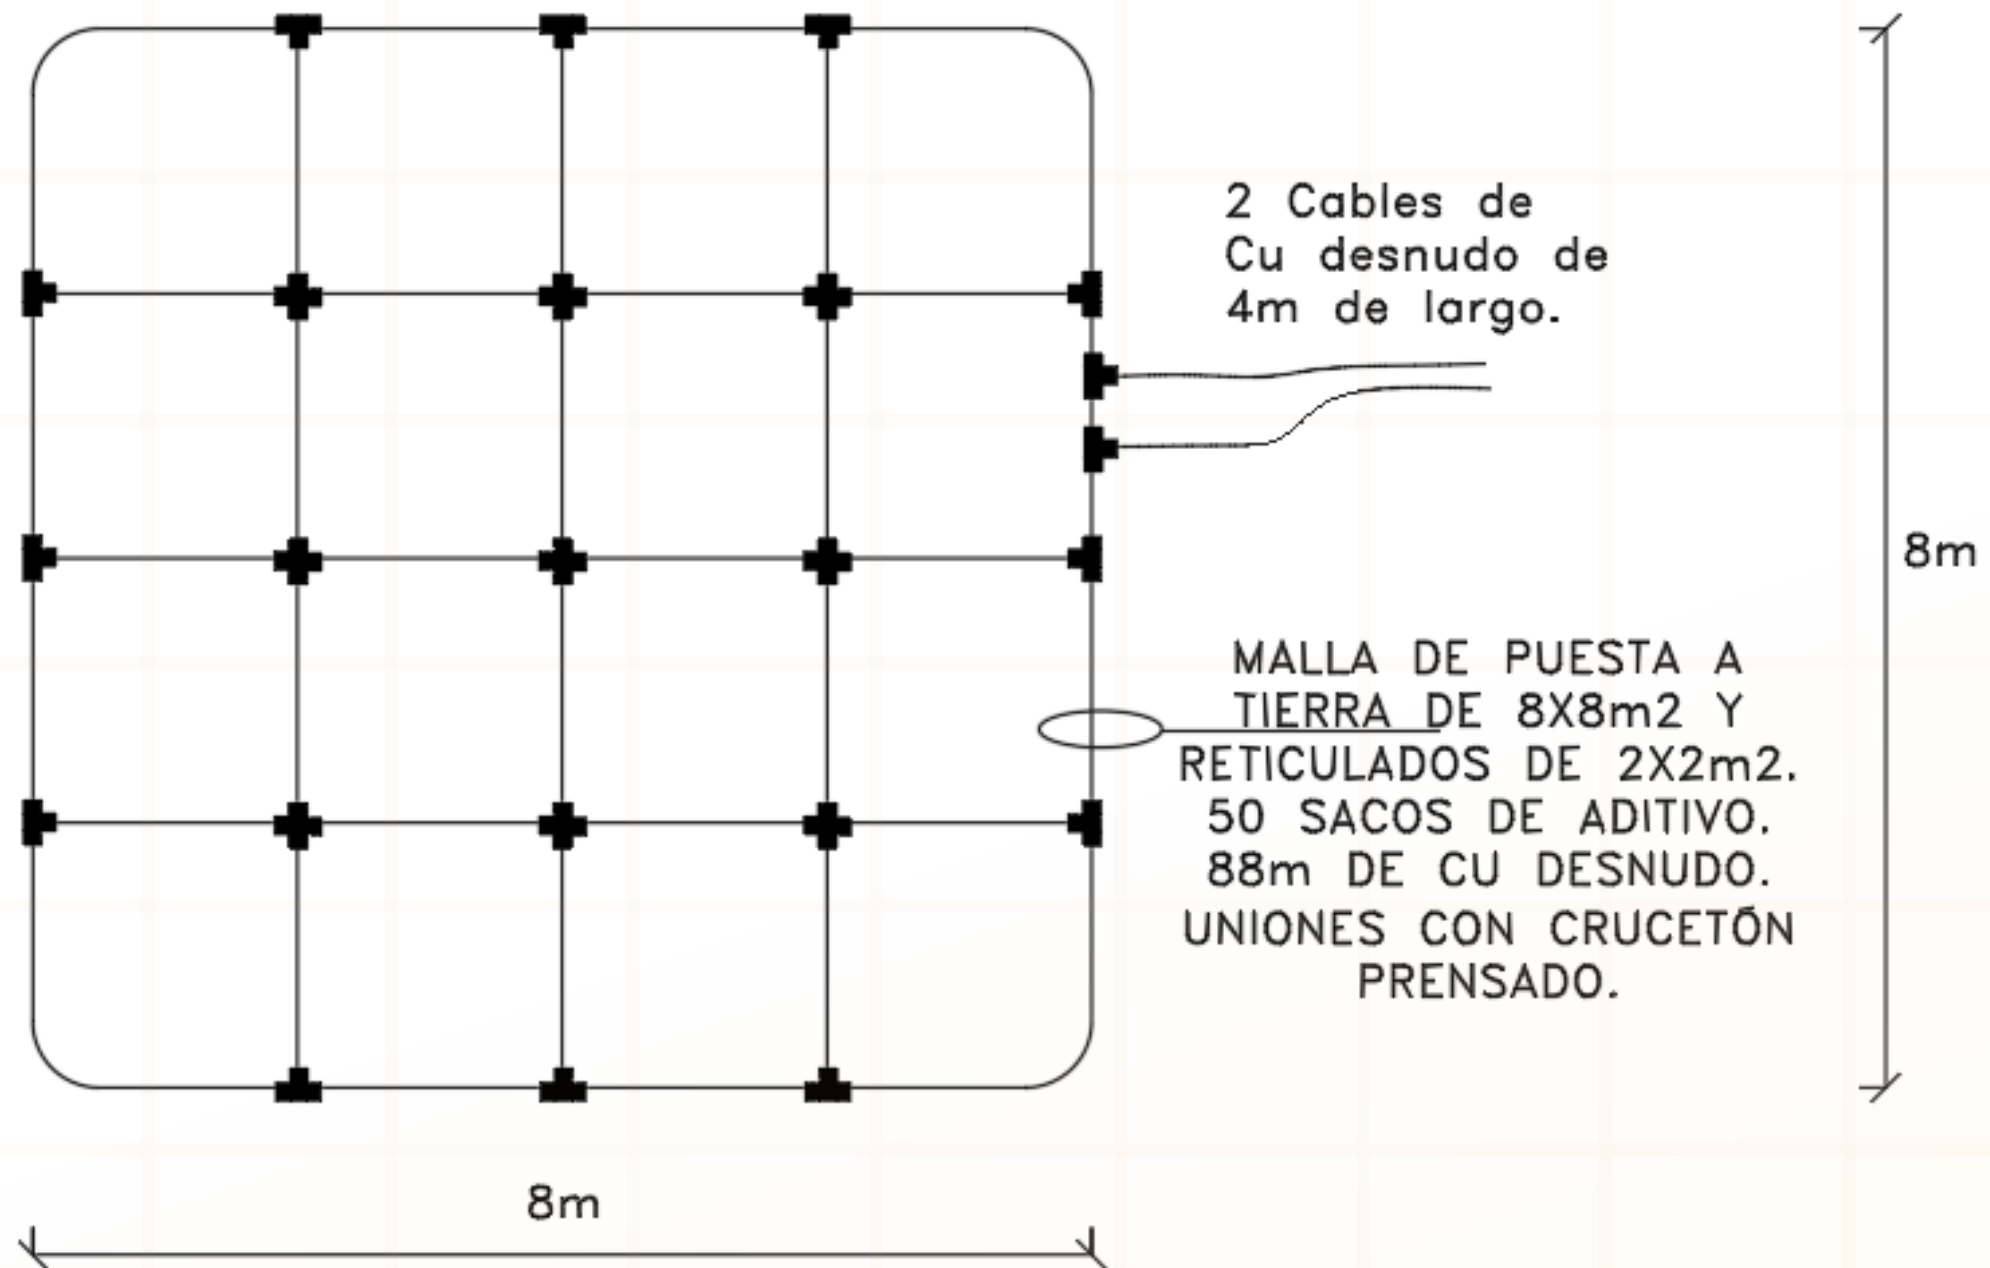 2 Cables de
Cu desnudo de
4m de largo.
8m
MALLA DE PUESTA A
TIERRA DE 8X8m2 Y
RETICULADOS DE 2X2m2.
50 SACOS DE ADITIVO.
88m DE CU DESNUDO.
UNIONES CON CRUCETÓN
PRENSADO.
8m